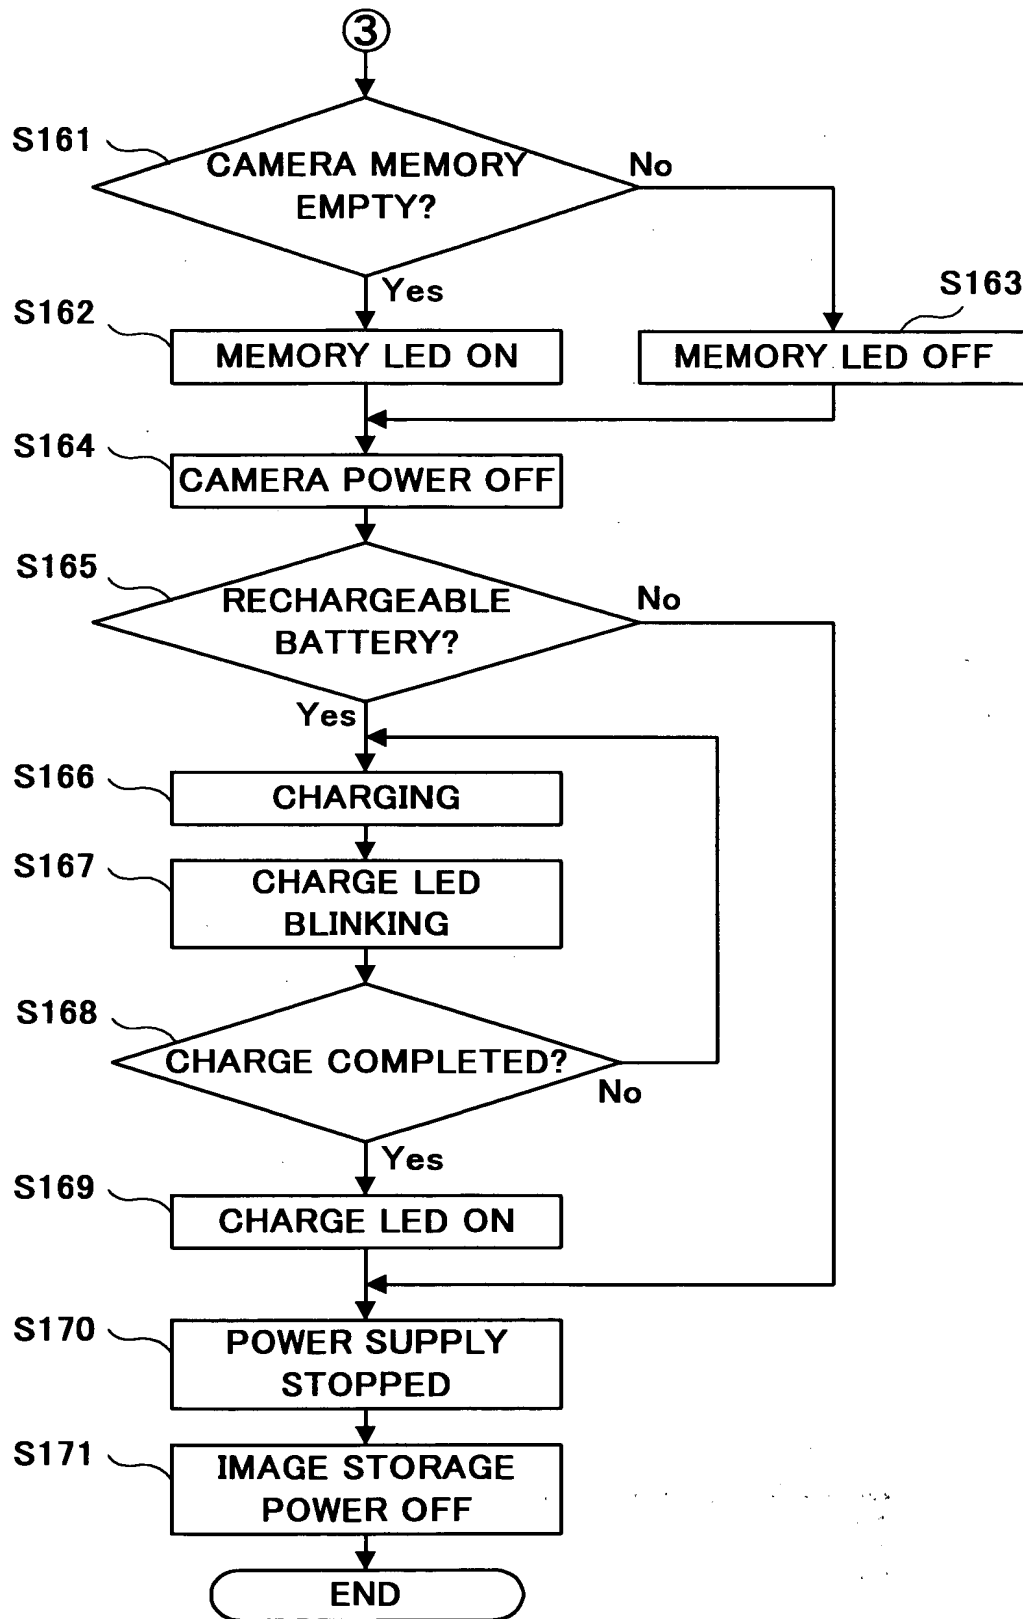 ③
S161
CAMERA MEMORY
EMPTY?
No
Yes
S162
MEMORY LED ON
S163
MEMORY LED OFF
S164
CAMERA POWER OFF
S165
RECHARGEABLE
BATTERY?
No
Yes
S166
CHARGING
S167
CHARGE LED
BLINKING
S168
CHARGE COMPLETED?
No
Yes
S169
CHARGE LED ON
S170
POWER SUPPLY
STOPPED
S171
IMAGE STORAGE
POWER OFF
END